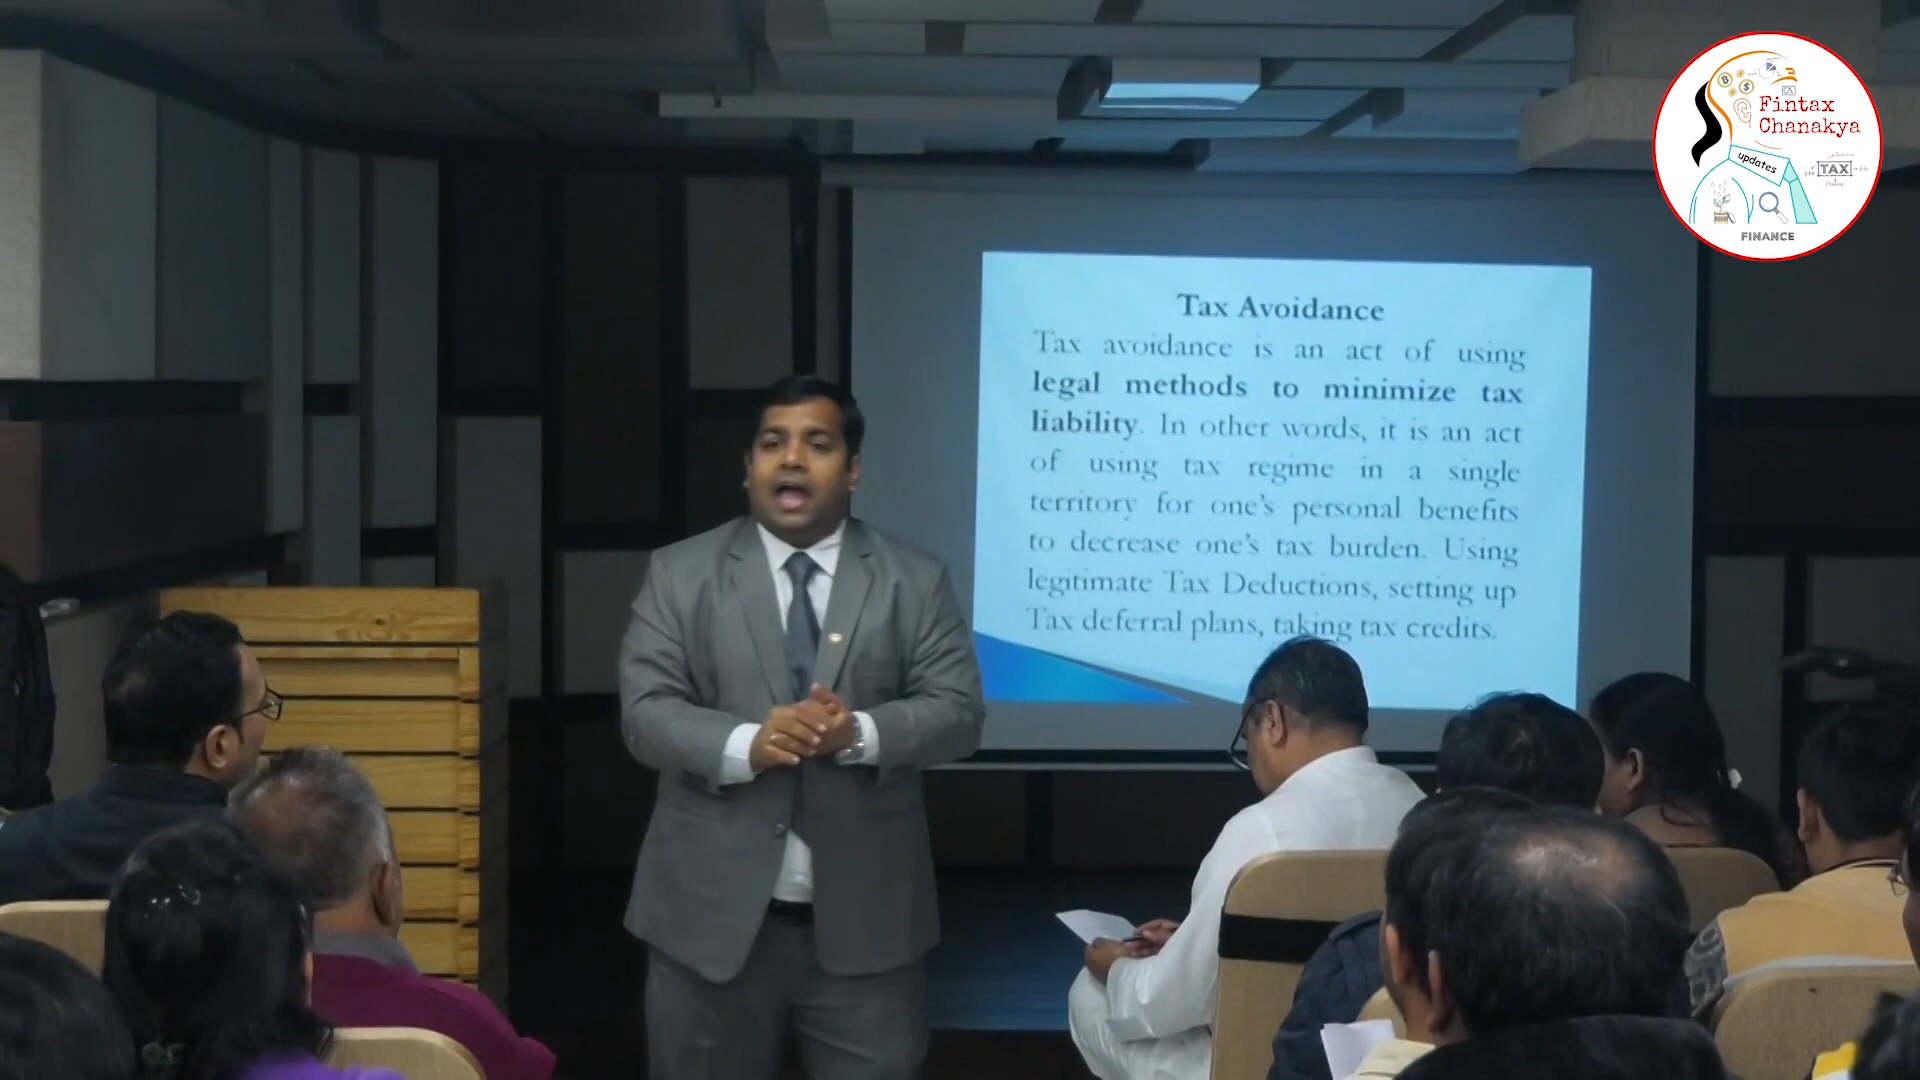 Fintax
Chanakya
updates
TAX
FINANCE
Tax Avoidance
Tax avoidance is an act of using
legal methods to minimize tax
liability. In other words, it is an act
of using tax regime in a single
territory for one's personal benefits
to decrease one's tax burden. Using
legitimate Tax Deductions, setting up
Tax deferral plans, taking tax credits.